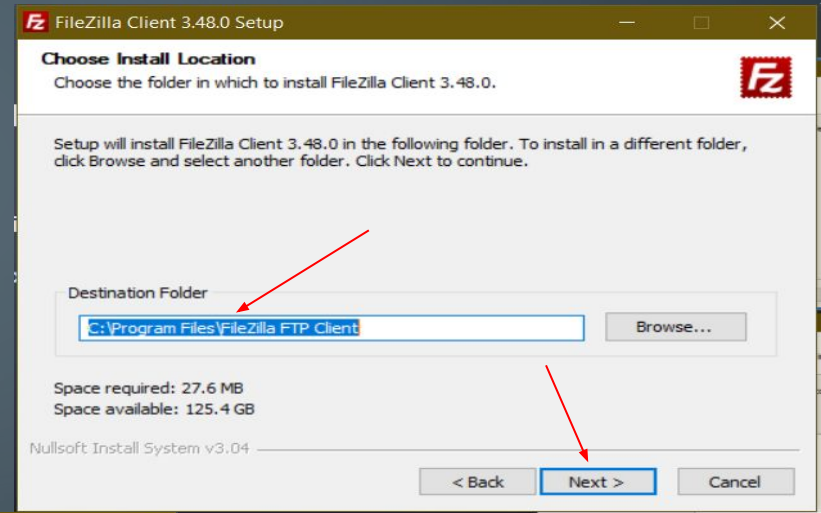 FileZilla Client 3.48.0 Setup
Choose Install Location
Choose the folder in which to install FileZilla Client 3.48.0.
Fz
Setup will install FileZilla Client 3.48.0 in the following folder. To install in a different folder,
click Browse and select another folder. Click Next to continue.
Destination Folder
C:\Program Files\FileZilla FTP Client
Browse...
Space required: 27.6 MB
Space available: 125.4 GB
Nullsoft Install System v3.04
< Back
Next >
Cancel